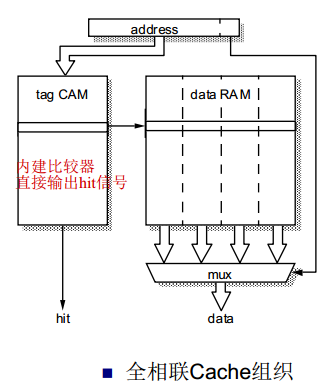 address
tag CAM
data RAM
内建比较器
直接输出hit信号
mux
hit
data
全相联Cache组织